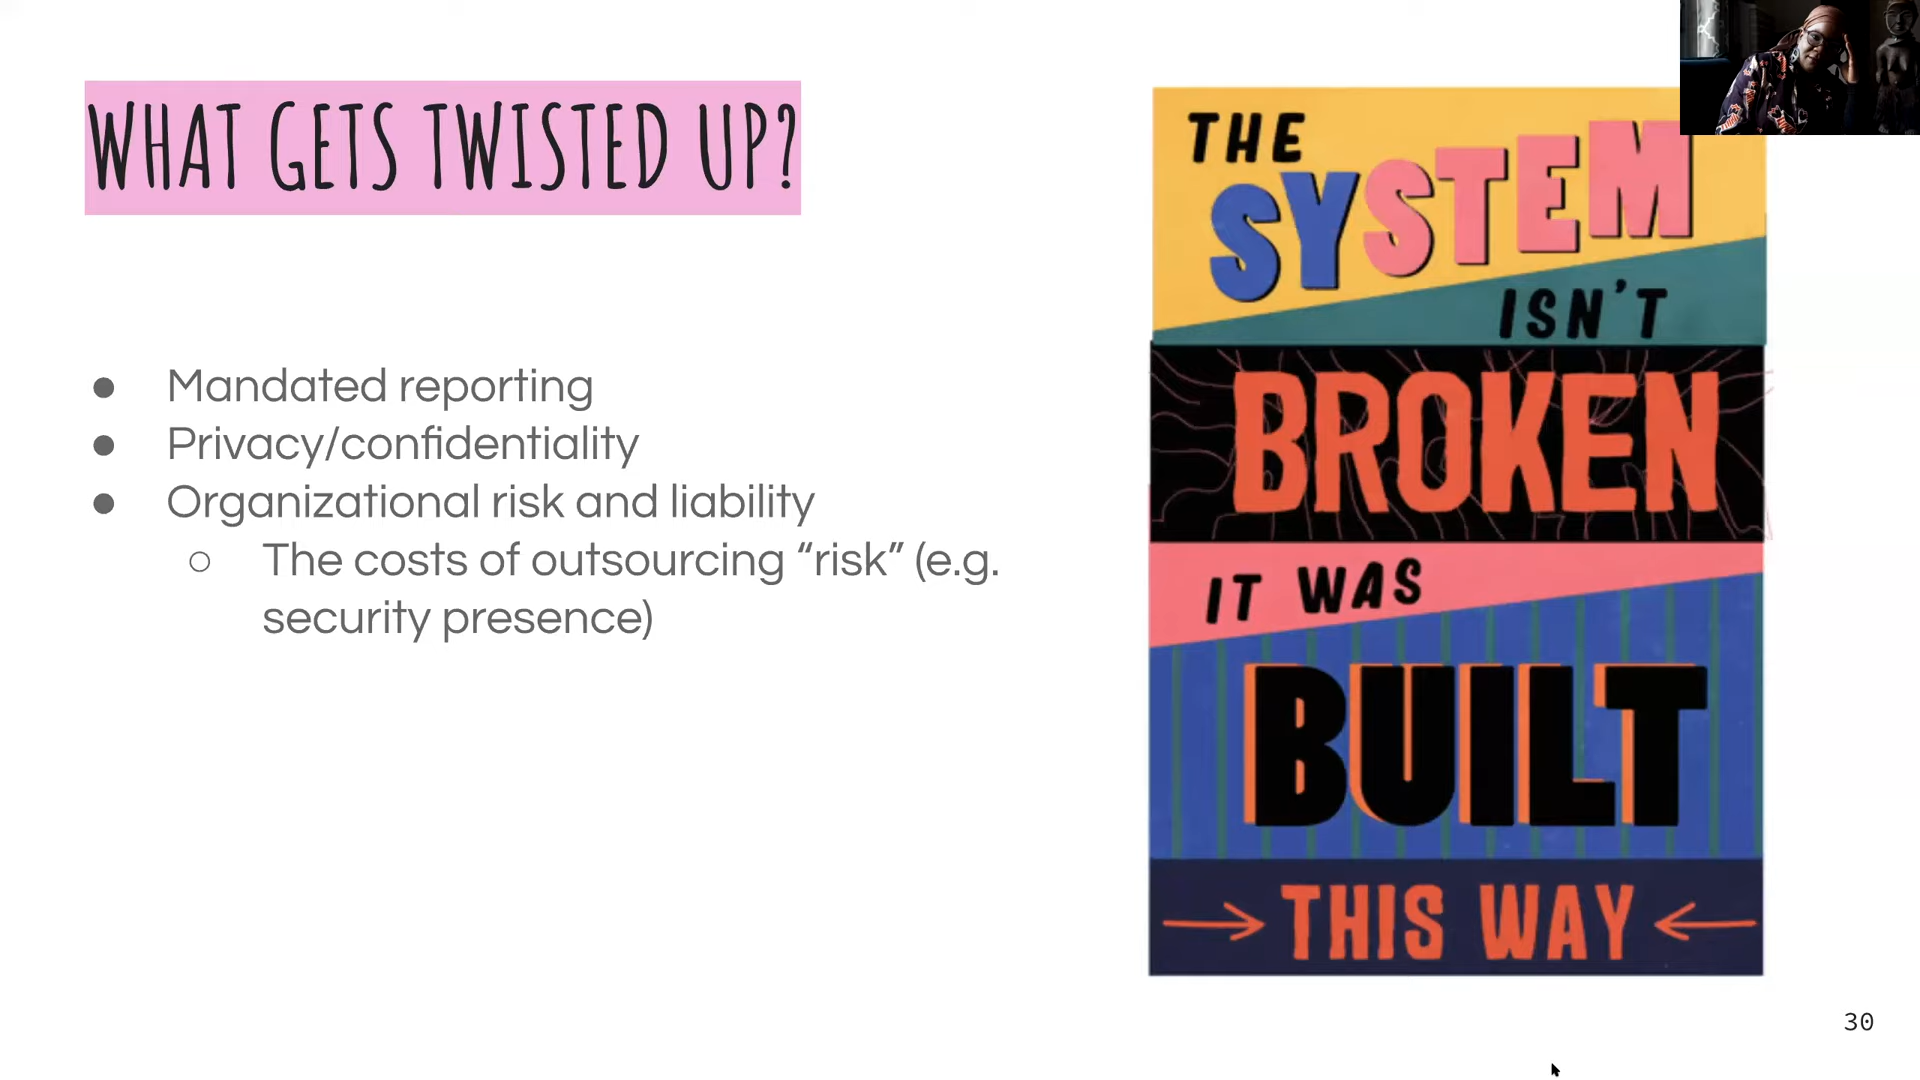 WHAT GETS TWISTED UP?
● Mandated reporting
● Privacy/confidentiality
● Organizational risk and liability
○ The costs of outsourcing “risk” (e.g.
security presence)
THE
SYSTEM
ISN'T
BROKEN
IT WAS
BUILT
→ THIS WAY ←
30